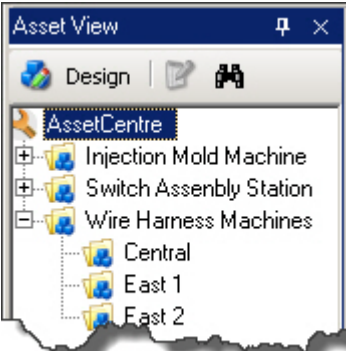 Asset View
Design
AssetCentre
Injection Mold Machine
Switch Assenbly Station
Wire Harness Machines
Central
East 1
East 2